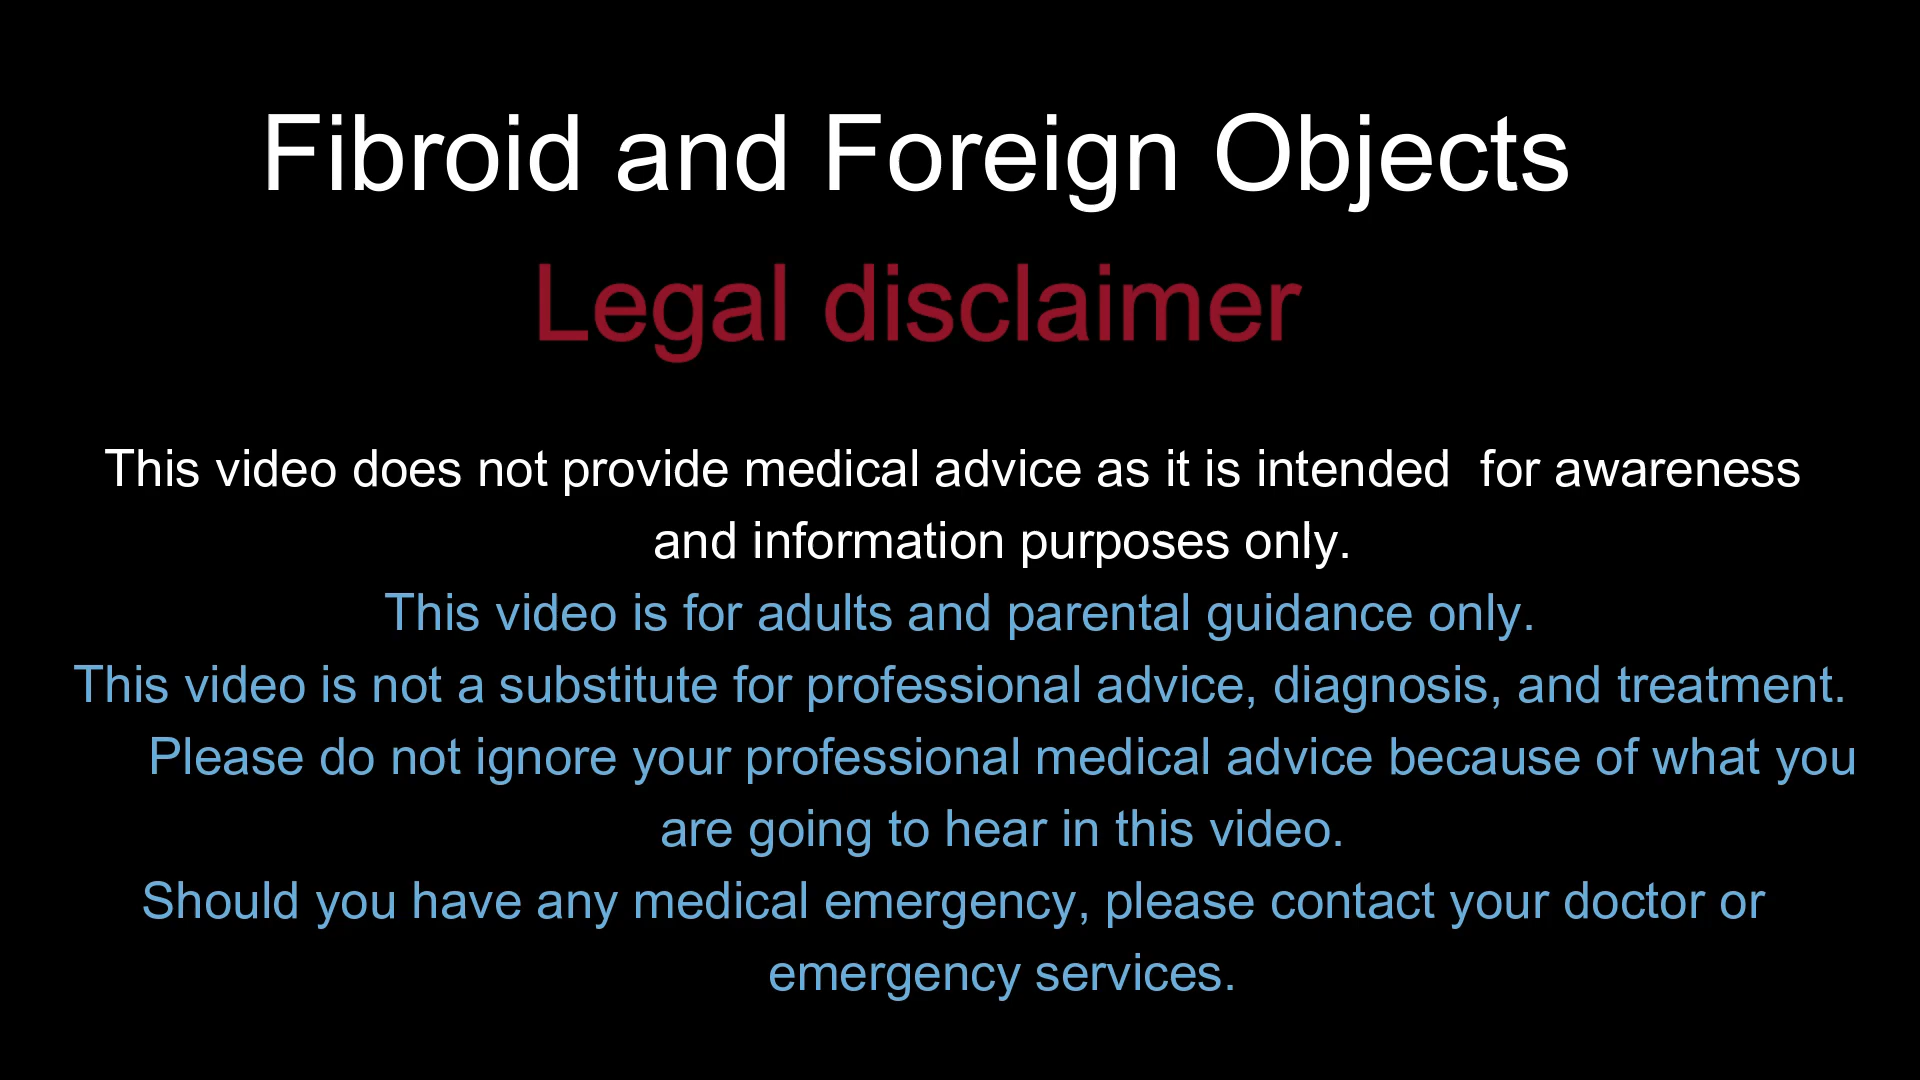 Fibroid and Foreign Objects
Legal disclaimer
This video does not provide medical advice as it is intended  for awareness
and information purposes only.
This video is for adults and parental guidance only.
This video is not a substitute for professional advice, diagnosis, and treatment.
Please do not ignore your professional medical advice because of what you
are going to hear in this video.
Should you have any medical emergency, please contact your doctor or
emergency services.